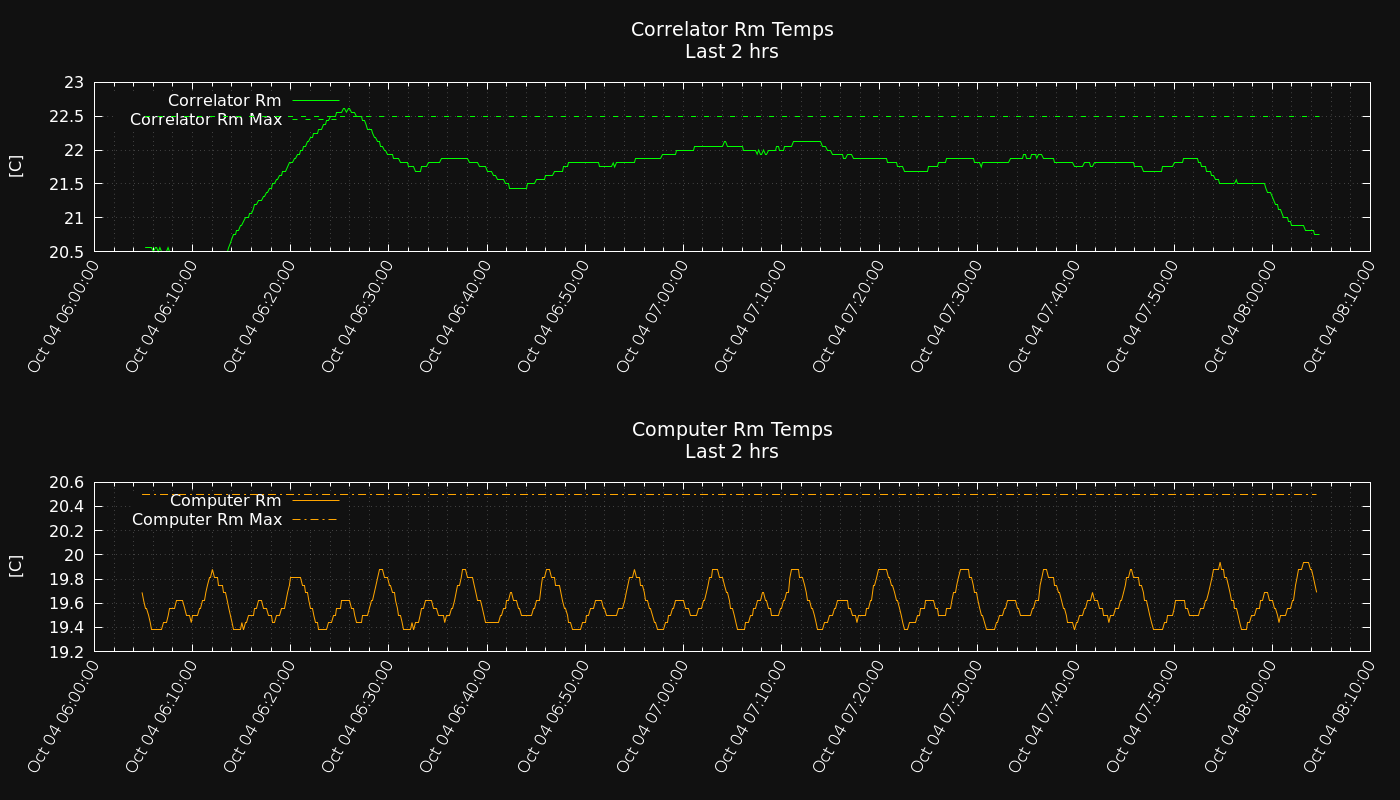 Correlator Rm Temps
Last 2 hrs
[C]
23
22.5
22
21.5
21
20.5
Correlator Rm
Correlator Rm Max
Oct 04 06:00:00
Oct 04 06:10:00
Oct 04 06:20:00
Oct 04 06:30:00
Oct 04 06:40:00
Oct 04 06:50:00
Oct 04 07:00:00
Oct 04 07:10:00
Oct 04 07:20:00
Oct 04 07:30:00
Oct 04 07:40:00
Oct 04 07:50:00
Oct 04 08:00:00
Oct 04 08:10:00
Computer Rm Temps
Last 2 hrs
[C]
20.6
20.4
20.2
20
19.8
19.6
19.4
19.2
Computer Rm
Computer Rm Max
Oct 04 06:00:00
Oct 04 06:10:00
Oct 04 06:20:00
Oct 04 06:30:00
Oct 04 06:40:00
Oct 04 06:50:00
Oct 04 07:00:00
Oct 04 07:10:00
Oct 04 07:20:00
Oct 04 07:30:00
Oct 04 07:40:00
Oct 04 07:50:00
Oct 04 08:00:00
Oct 04 08:10:00